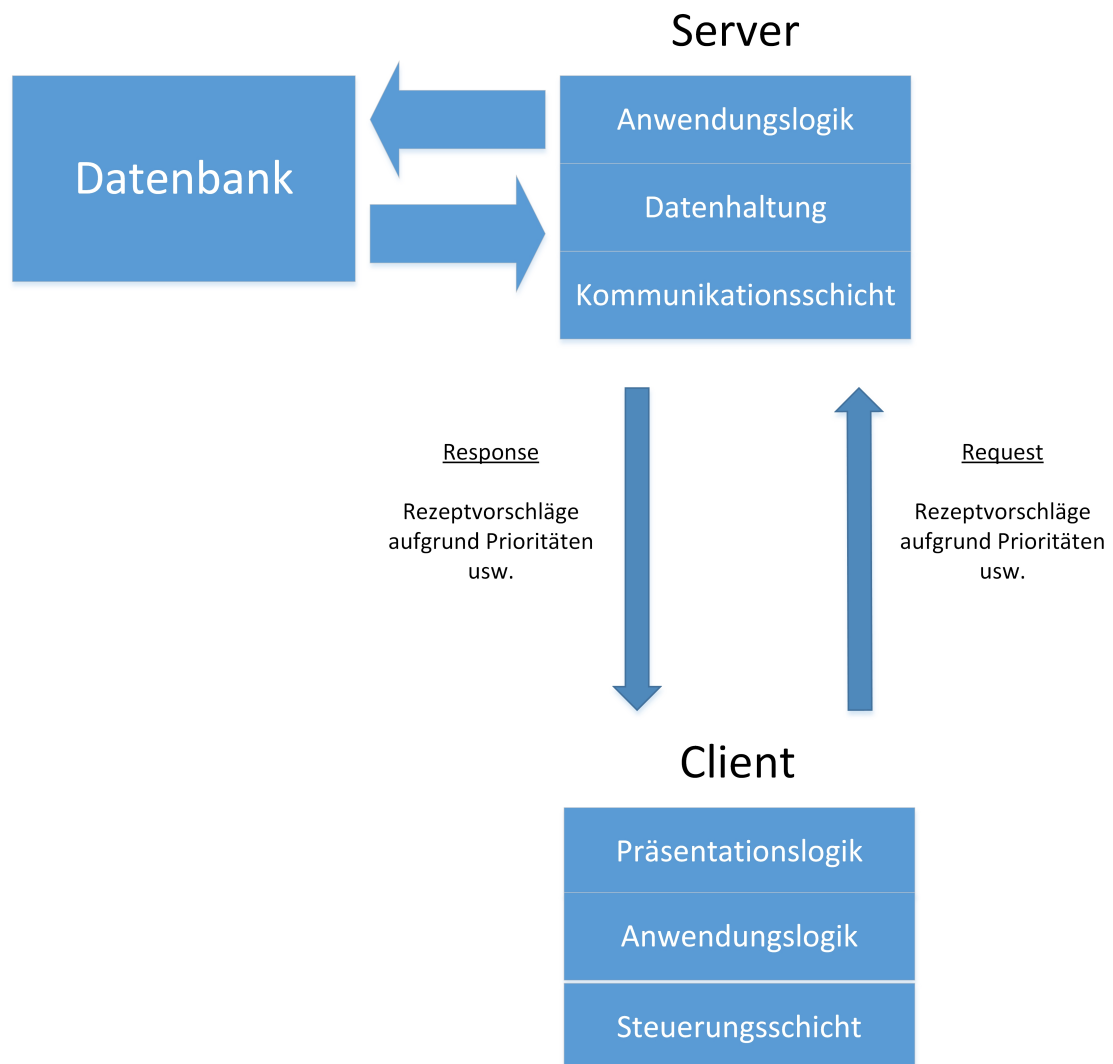 Server
Datenbank
Anwendungslogik
Datenhaltung
Kommunikationsschicht
Response
Rezeptvorschläge
aufgrund Prioritäten
usw.
Request
Rezeptvorschläge
aufgrund Prioritäten
usw.
Client
Präsentationslogik
Anwendungslogik
Steuerungsschicht